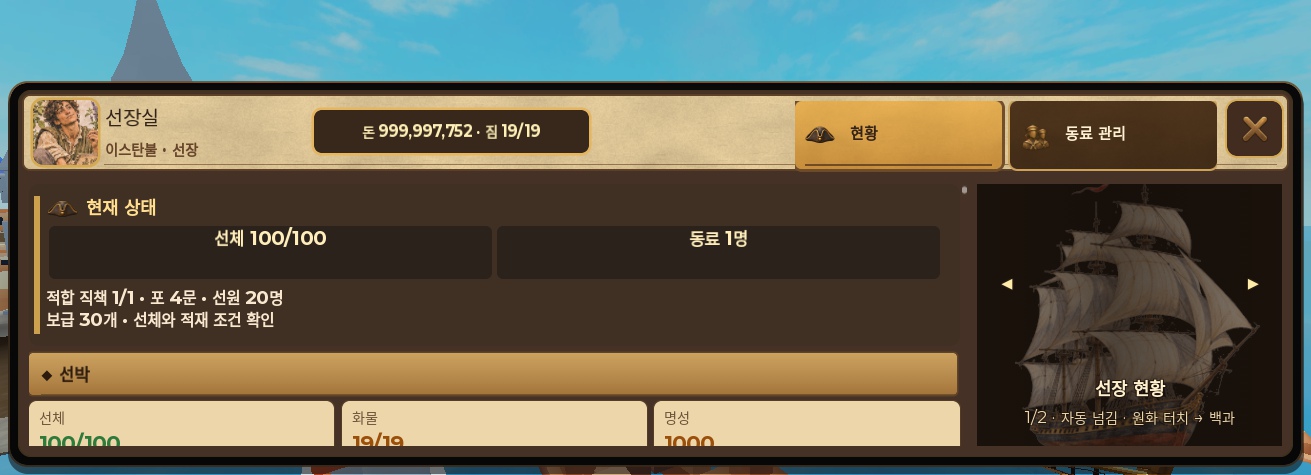 선장실
이스탄불 • 선장
돈 999,997,752 · 짐 19/19
현황
동료 관리
현재 상태
선체 100/100
동료 1명
적합 직책 1/1 • 포 4문 • 선원 20명
보급 30개 • 선체와 적재 조건 확인
◆ 선박
선체
100/100
화물
19/19
명성
1000
선장 현황
1/2 · 자동 넘김 · 원화 터치 → 백과